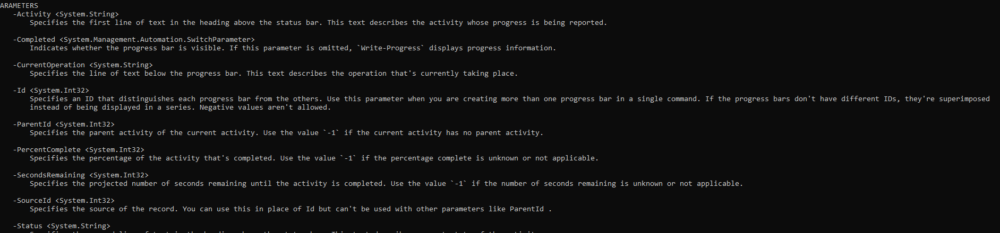 ARAMETERS
-Activity <System.String>
Specifies the first line of text in the heading above the status bar. This text describes the activity whose progress is being reported.
-Completed <System.Management.Automation.SwitchParameter>
Indicates whether the progress bar is visible. If this parameter is omitted, `Write-Progress` displays progress information.
-CurrentOperation <System.String>
Specifies the line of text below the progress bar. This text describes the operation that's currently taking place.
-Id <System.Int32>
Specifies an ID that distinguishes each progress bar from the others. Use this parameter when you are creating more than one progress bar in a single command. If the progress bars don't have different IDs, they're superimposed
instead of being displayed in a series. Negative values aren't allowed.
-ParentId <System.Int32>
Specifies the parent activity of the current activity. Use the value `-1` if the current activity has no parent activity.
-PercentComplete <System.Int32>
Specifies the percentage of the activity that's completed. Use the value `-1` if the percentage complete is unknown or not applicable.
-SecondsRemaining <System.Int32>
Specifies the projected number of seconds remaining until the activity is completed. Use the value `-1` if the number of seconds remaining is unknown or not applicable.
-SourceId <System.Int32>
Specifies the source of the record. You can use this in place of Id but can't be used with other parameters like ParentId .
-Status <System.String>